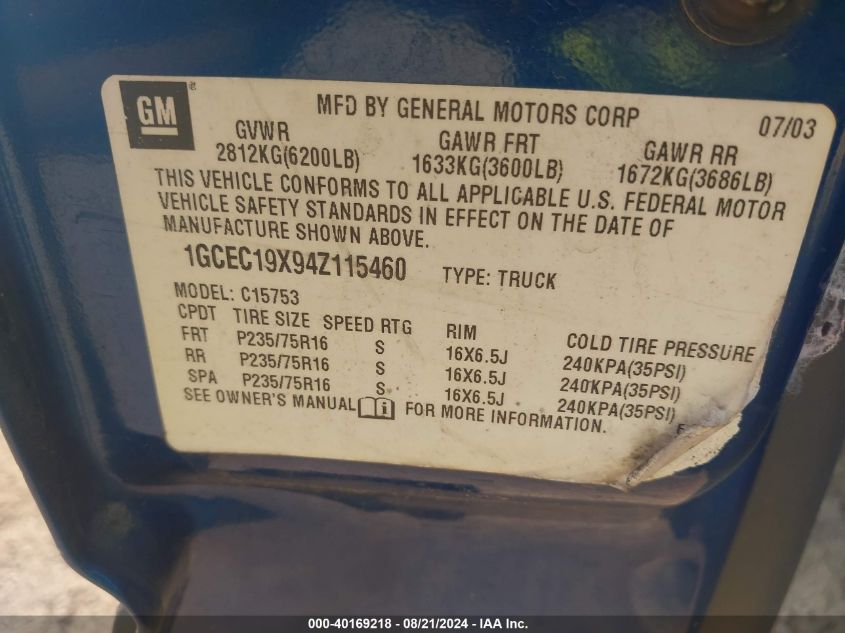 GM
MFD BY GENERAL MOTORS CORP 07/03
GVWR GAWR FRT GAWR RR
2812KG(6200LB) 1633KG(3600LB) 1672KG(3686LB)
THIS VEHICLE CONFORMS TO ALL APPLICABLE U.S. FEDERAL MOTOR
VEHICLE SAFETY STANDARDS IN EFFECT ON THE DATE OF
MANUFACTURE SHOWN ABOVE.
1GCEC19X94Z115460 TYPE: TRUCK
MODEL: C15753
CPDT TIRE SIZE SPEED RTG RIM COLD TIRE PRESSURE
FRT P235/75R16 S 16X6.5J 240KPA(35PSI)
RR P235/75R16 S 16X6.5J 240KPA(35PSI)
SPA P235/75R16 S 16X6.5J 240KPA(35PSI)
SEE OWNER'S MANUAL FOR MORE INFORMATION.
000-40169218 - 08/21/2024 - IAA Inc.